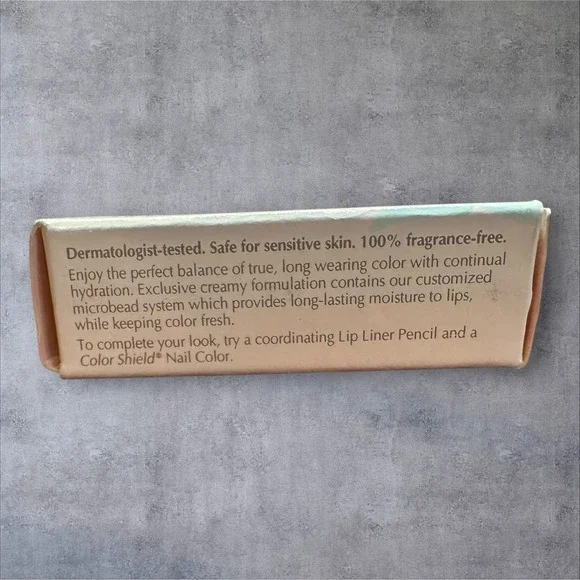 Dermatologist-tested. Safe for sensitive skin. 100% fragrance-free.
Enjoy the perfect balance of true, long wearing color with continual
hydration. Exclusive creamy formulation contains our customized
microbead system which provides long-lasting moisture to lips,
while keeping color fresh.
To complete your look, try a coordinating Lip Liner Pencil and a
Color Shield® Nail Color.